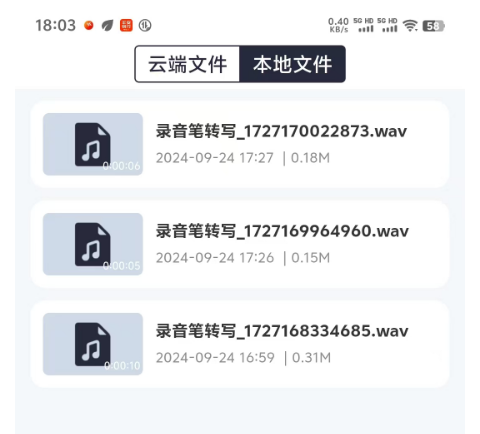 18:03 0.40 KB/s 5G HD 5G HD 58
云端文件 本地文件
录音笔转写_1727170022873.wav
0:00:06 2024-09-24 17:27 | 0.18M
录音笔转写_1727169964960.wav
0:00:05 2024-09-24 17:26 | 0.15M
录音笔转写_1727168334685.wav
0:00:10 2024-09-24 16:59 | 0.31M